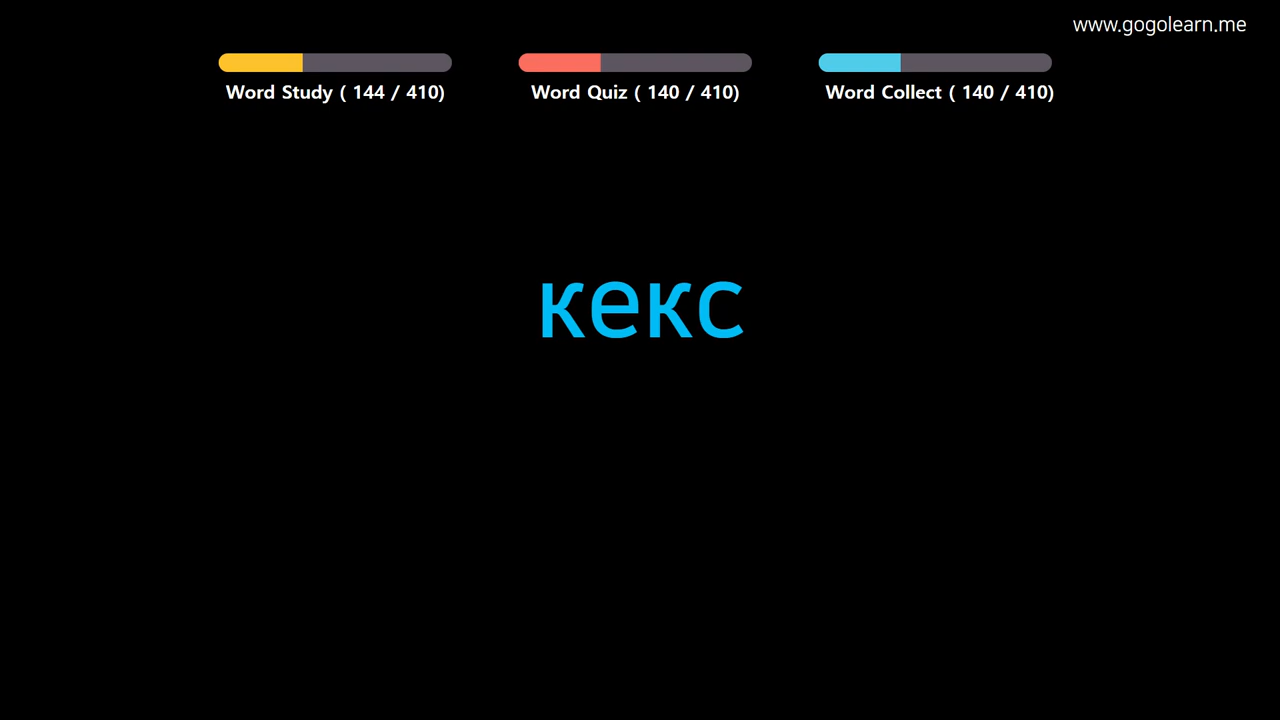 www.gogolearn.me
Word Study ( 144 / 410)
Word Quiz ( 140 / 410)
Word Collect ( 140 / 410)
кекс